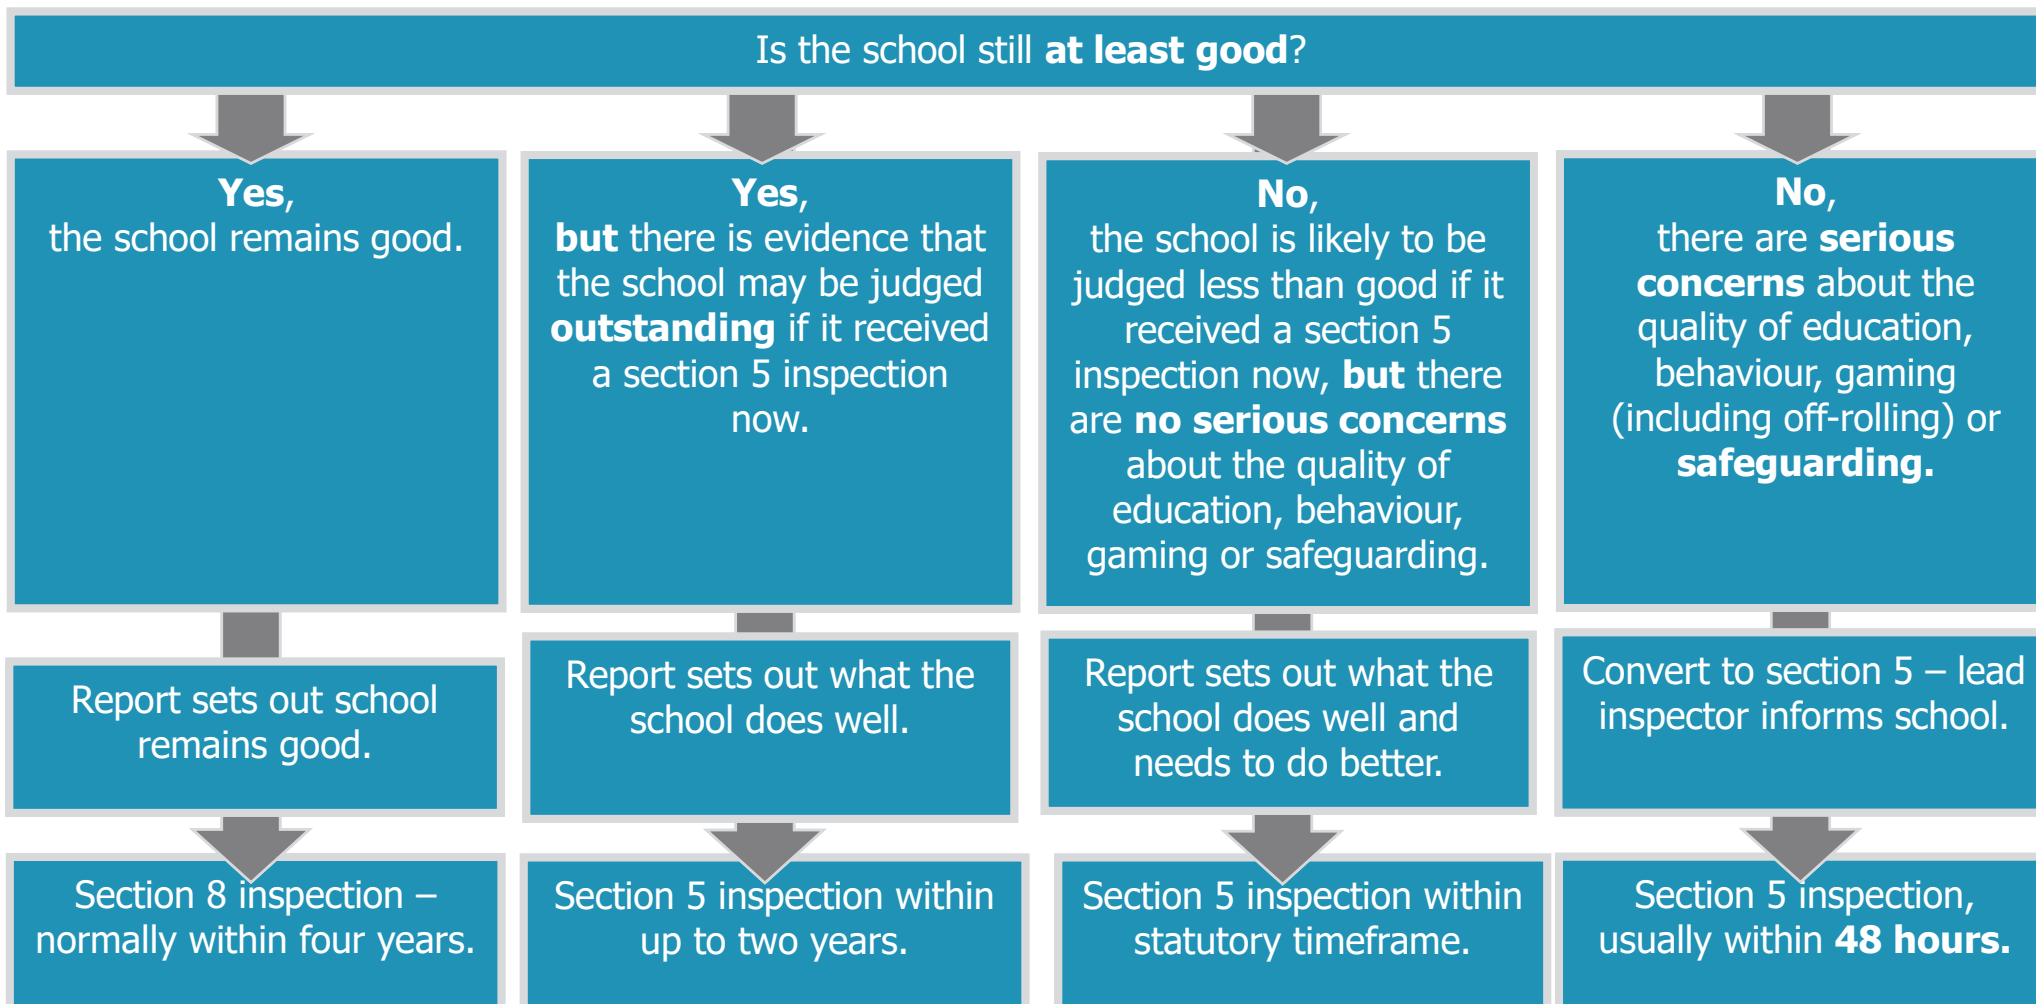 Is the school still at least good?
Yes,
the school remains good.
Yes,
but there is evidence that
the school may be judged
outstanding if it received
a section 5 inspection
now.
No,
the school is likely to be
judged less than good if it
received a section 5
inspection now, but there
are no serious concerns
about the quality of
education, behaviour,
gaming or safeguarding.
No,
there are serious
concerns about the
quality of education,
behaviour, gaming
(including off-rolling) or
safeguarding.
Report sets out school
remains good.
Report sets out what the
school does well.
Report sets out what the
school does well and
needs to do better.
Convert to section 5 – lead
inspector informs school.
Section 8 inspection –
normally within four years.
Section 5 inspection within
up to two years.
Section 5 inspection within
statutory timeframe.
Section 5 inspection,
usually within 48 hours.